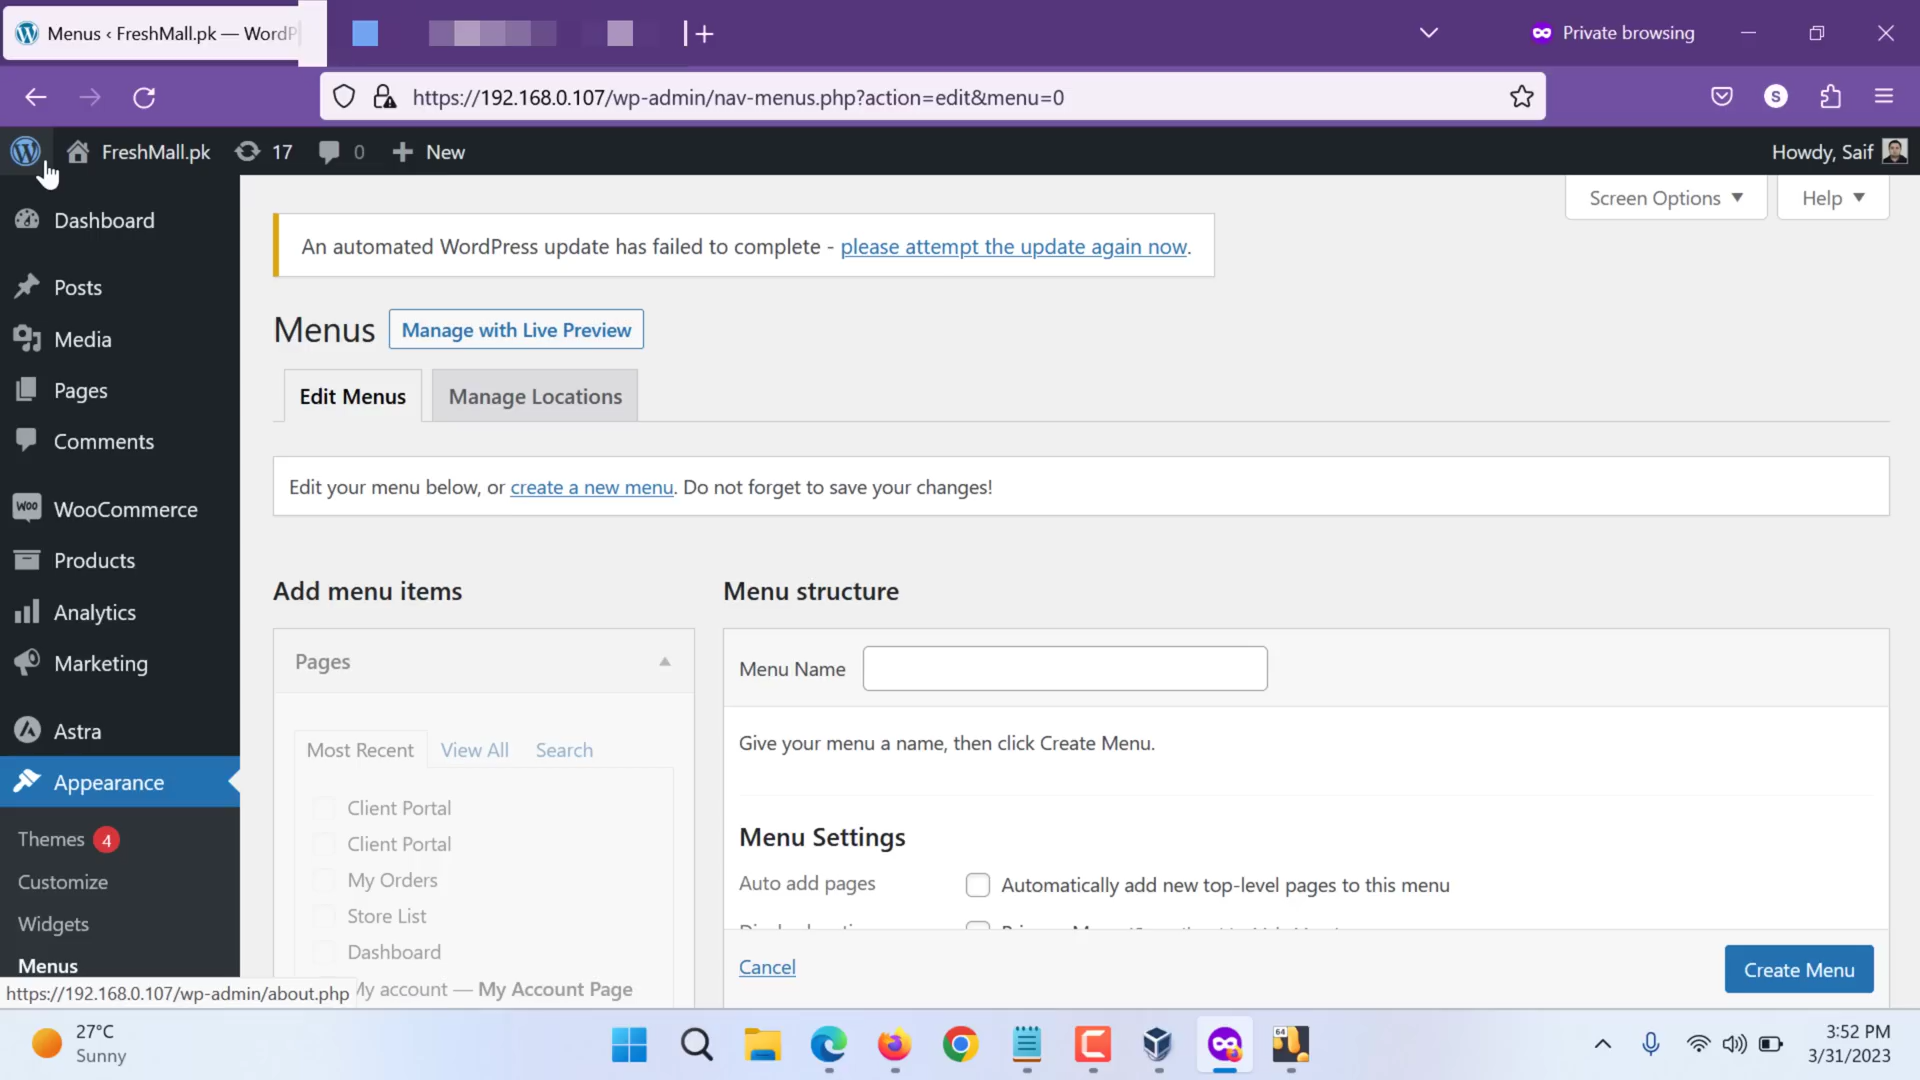 Menus ‹ FreshMall.pk — WordP
Private browsing
https://192.168.0.107/wp-admin/nav-menus.php?action=edit&menu=0
S
FreshMall.pk 17 0 New
Howdy, Saif
Screen Options Help
Dashboard
Posts
Media
Pages
Comments
WooCommerce
Products
Analytics
Marketing
Astra
Appearance
Themes 4
Customize
Widgets
Menus
https://192.168.0.107/wp-admin/about.php
An automated WordPress update has failed to complete - please attempt the update again now.
Menus Manage with Live Preview
Edit Menus Manage Locations
Edit your menu below, or create a new menu. Do not forget to save your changes!
Add menu items
Pages
Most Recent View All Search
Client Portal
Client Portal
My Orders
Store List
Dashboard
My account — My Account Page
Menu structure
Menu Name
Give your menu a name, then click Create Menu.
Menu Settings
Auto add pages Automatically add new top-level pages to this menu
Cancel
Create Menu
27°C
Sunny
64
3:52 PM
3/31/2023